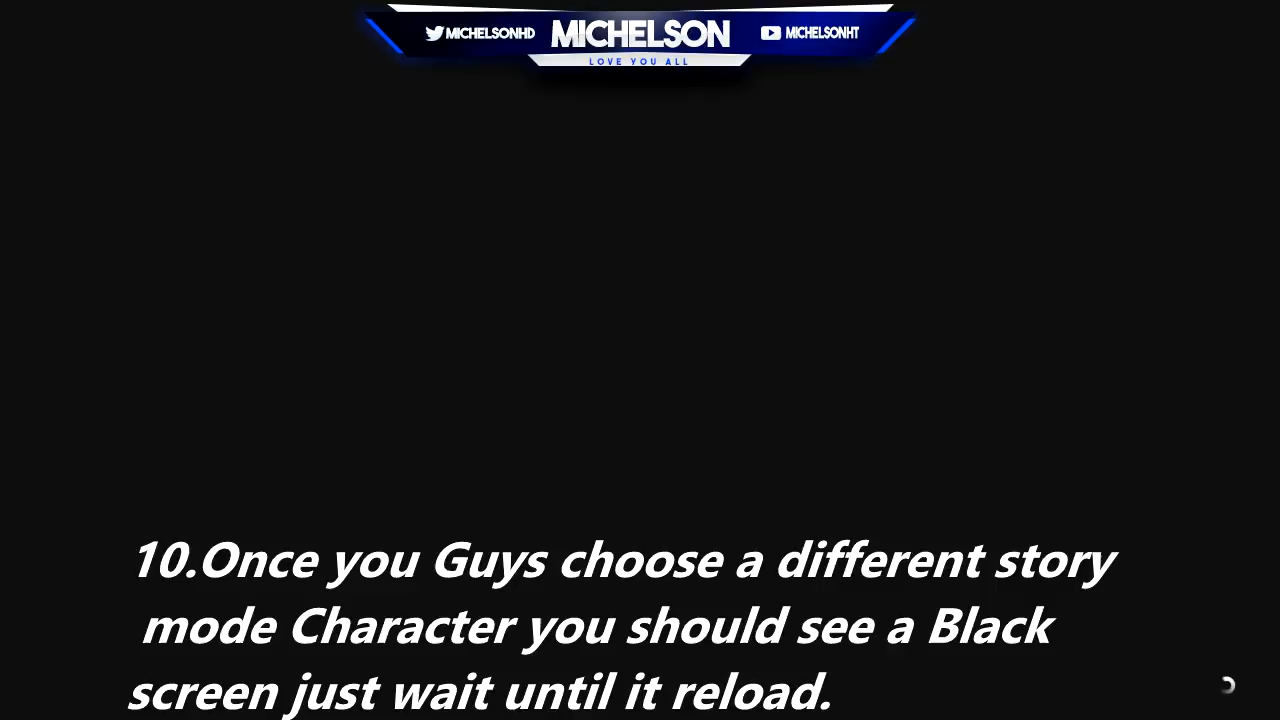 MICHELSONHD MICHELSON MICHELSONHT
LOVE YOU ALL
10.Once you Guys choose a different story
mode Character you should see a Black
screen just wait until it reload.